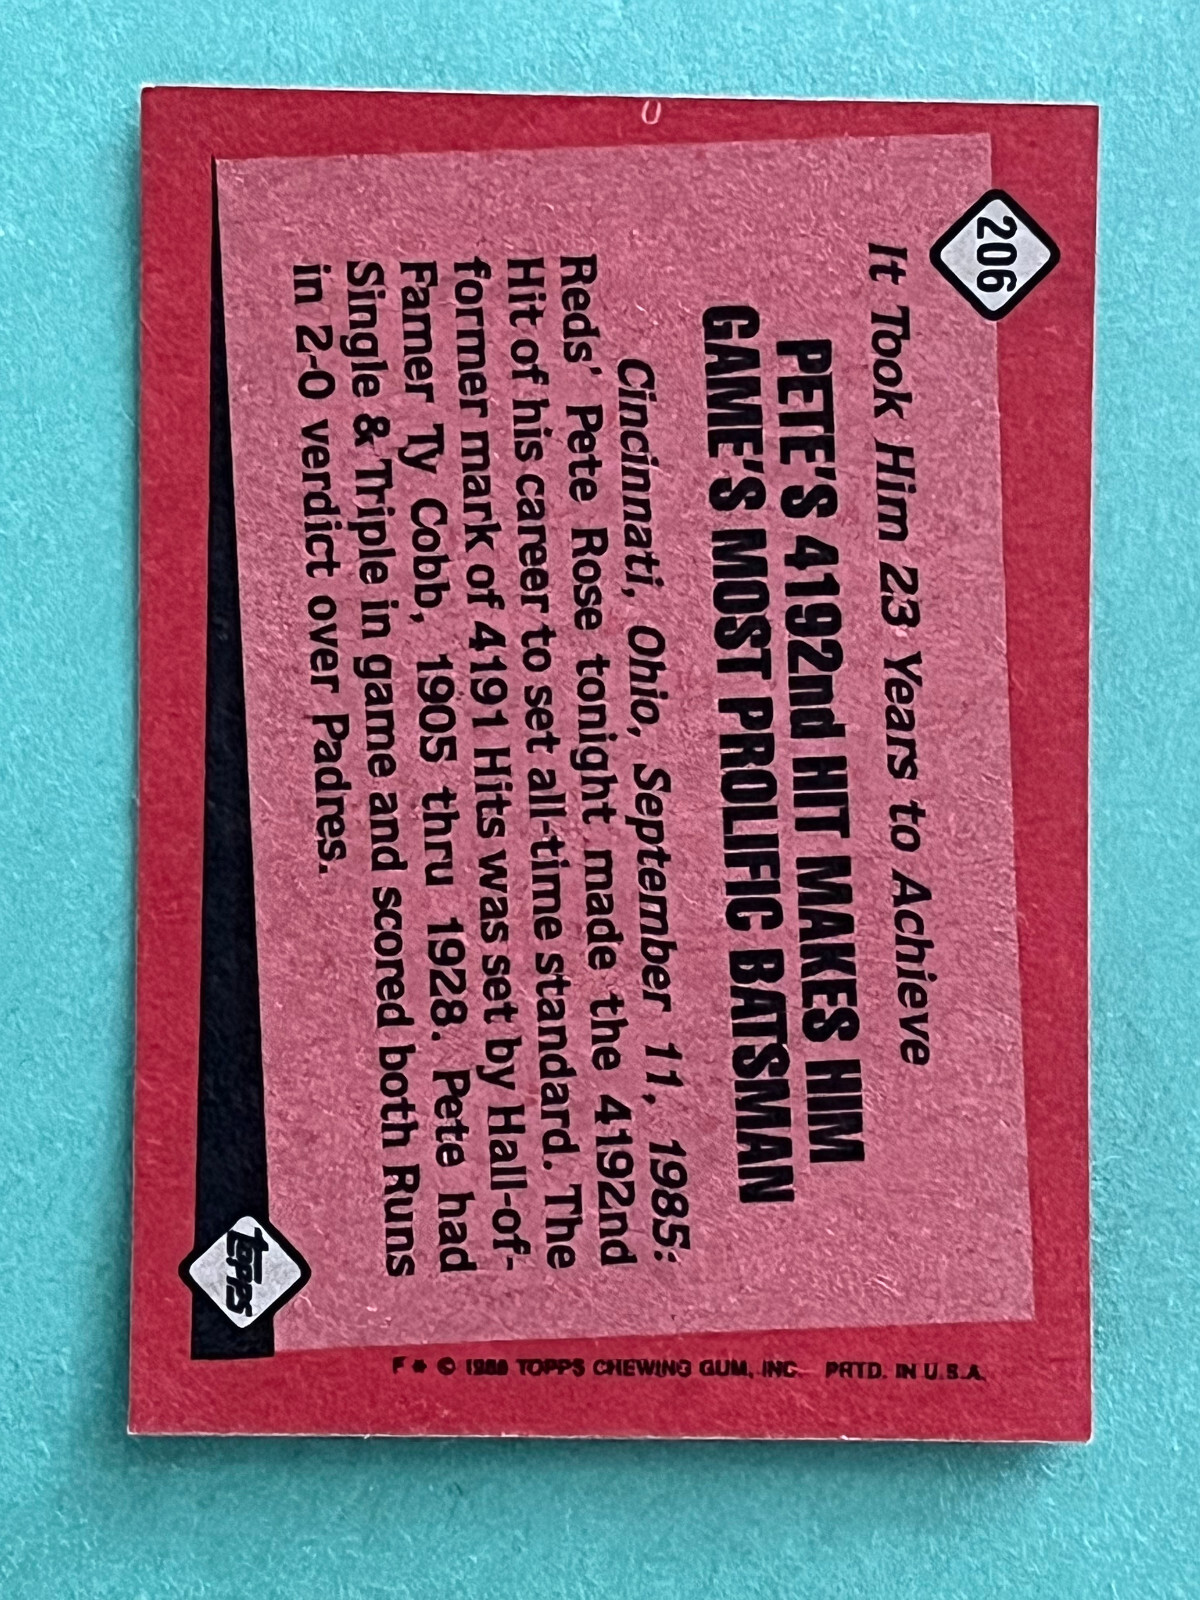 206
It Took Him 23 Years to Achieve
PETE'S 4192nd HIT MAKES HIM
GAME'S MOST PROLIFIC BATSMAN
Cincinnati, Ohio, September 11, 1985:
Reds' Pete Rose tonight made the 4192nd
Hit of his career to set all-time standard. The
former mark of 4191 Hits was set by Hall-of-
Famer Ty Cobb, 1905 thru 1928. Pete had
Single & Triple in game and scored both Runs
in 2-0 verdict over Padres.
topps
F * © 1986 TOPPS CHEWING GUM, INC. PRTD. IN U.S.A.